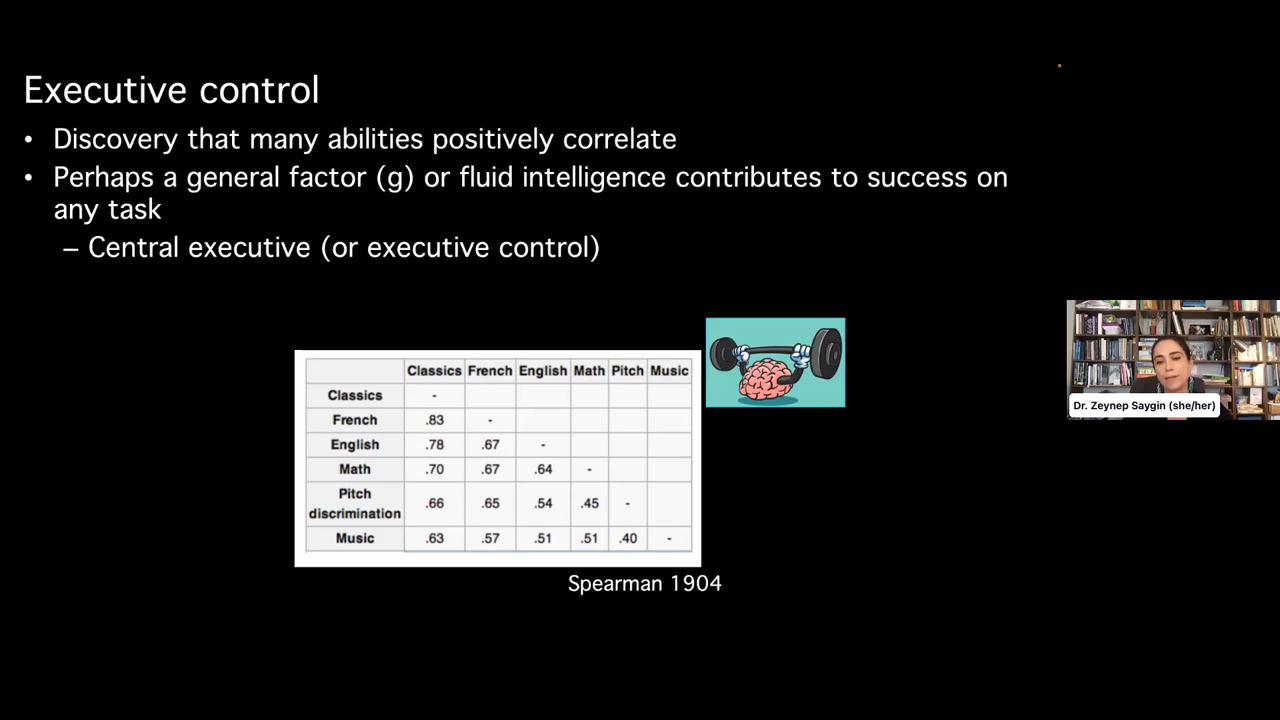 Executive control
• Discovery that many abilities positively correlate
• Perhaps a general factor (g) or fluid intelligence contributes to success on
any task
– Central executive (or executive control)
Classics French English Math Pitch Music
Classics -
French .83 -
English .78 .67 -
Math .70 .67 .64 -
Pitch
discrimination .66 .65 .54 .45 -
Music .63 .57 .51 .51 .40 -
Spearman 1904
Dr. Zeynep Saygin (she/her)